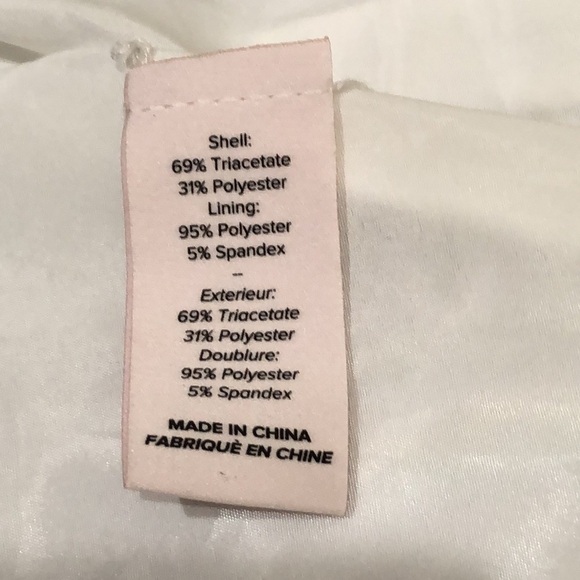 Shell:
69% Triacetate
31% Polyester
Lining:
95% Polyester
5% Spandex
–
Exterieur:
69% Triacetate
31% Polyester
Doublure:
95% Polyester
5% Spandex
MADE IN CHINA
FABRIQUÈ EN CHINE